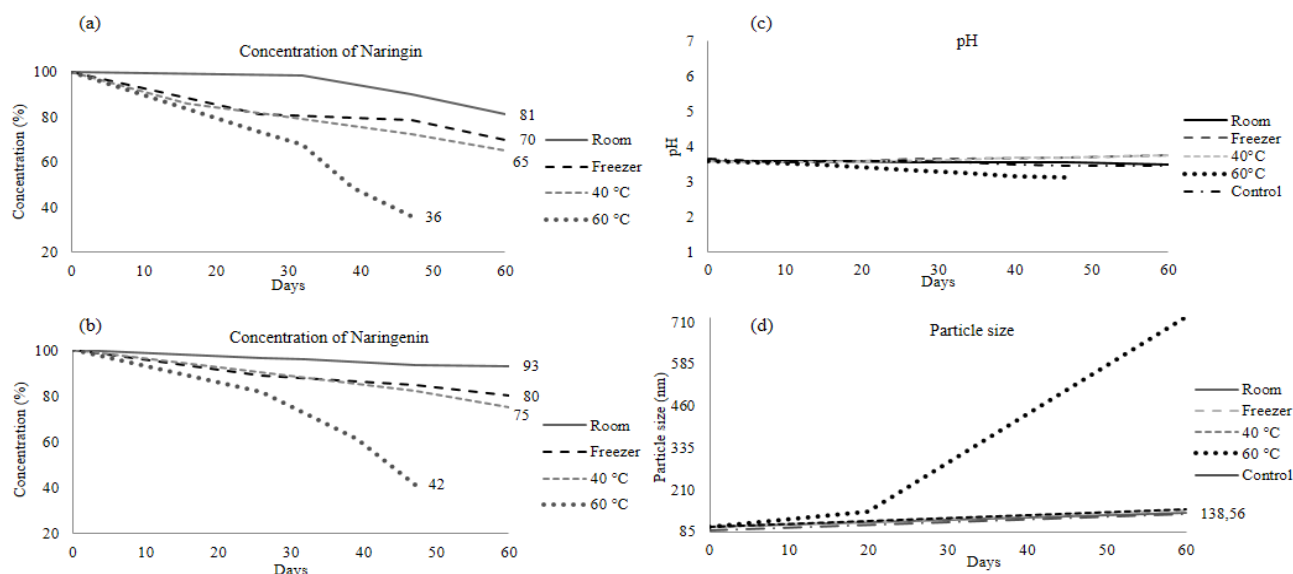 (a)
Concentration of Naringin
Concentration (%)
100
80
60
40
20
0
10
20
30
40
50
60
Days
81
70
65
36
Room
Freezer
40 °C
60 °C
(b)
Concentration of Naringenin
Concentration (%)
100
80
60
40
20
0
10
20
30
40
50
60
Days
93
80
75
42
Room
Freezer
40 °C
60 °C
(c)
pH
pH
7
6
5
4
3
2
1
0
10
20
30
40
50
60
Days
Room
Freezer
40°C
60°C
Control
(d)
Particle size
Particle size (nm)
710
585
460
335
210
85
0
10
20
30
40
50
60
Days
138,56
Room
Freezer
40 °C
60 °C
Control